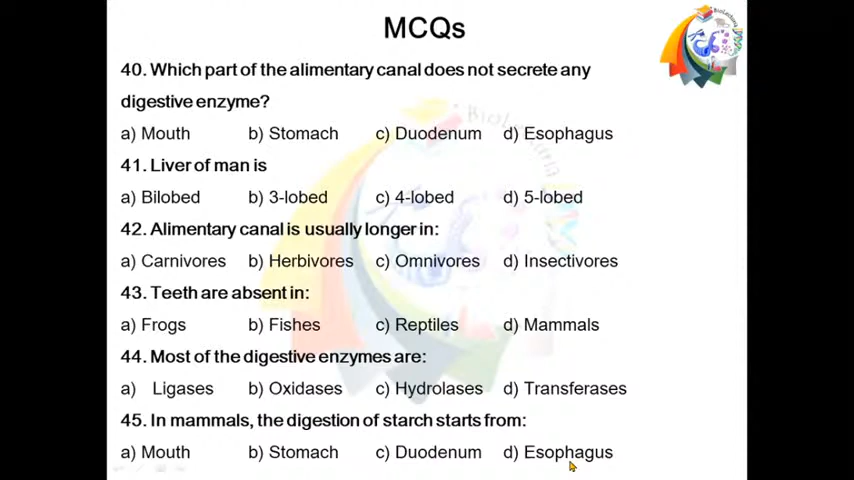 MCQs
BioLectura
40. Which part of the alimentary canal does not secrete any
digestive enzyme?
a) Mouth b) Stomach c) Duodenum d) Esophagus
41. Liver of man is
a) Bilobed b) 3-lobed c) 4-lobed d) 5-lobed
42. Alimentary canal is usually longer in:
a) Carnivores b) Herbivores c) Omnivores d) Insectivores
43. Teeth are absent in:
a) Frogs b) Fishes c) Reptiles d) Mammals
44. Most of the digestive enzymes are:
a) Ligases b) Oxidases c) Hydrolases d) Transferases
45. In mammals, the digestion of starch starts from:
a) Mouth b) Stomach c) Duodenum d) Esophagus